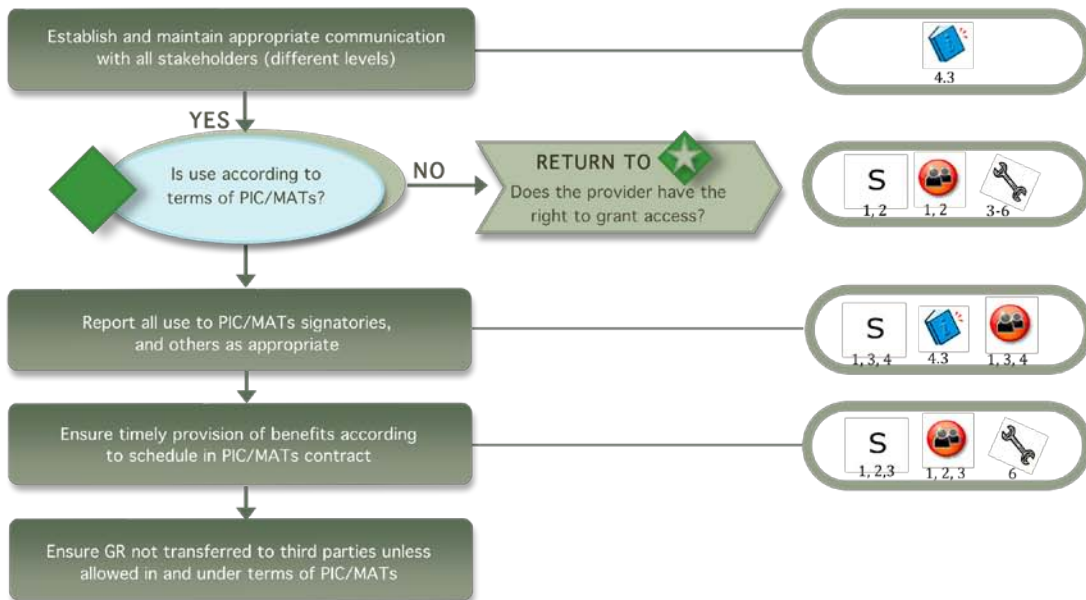 Establish and maintain appropriate communication
with all stakeholders (different levels)
4.3
YES
Is use according to
terms of PIC/MATs?
NO
RETURN TO
Does the provider have the
right to grant access?
S
1, 2
1, 2
3-6
Report all use to PIC/MATs signatories,
and others as appropriate
S
1, 3, 4
4.3
1, 3, 4
Ensure timely provision of benefits according
to schedule in PIC/MATs contract
S
1, 2,3
1, 2, 3
6
Ensure GR not transferred to third parties unless
allowed in and under terms of PIC/MATs